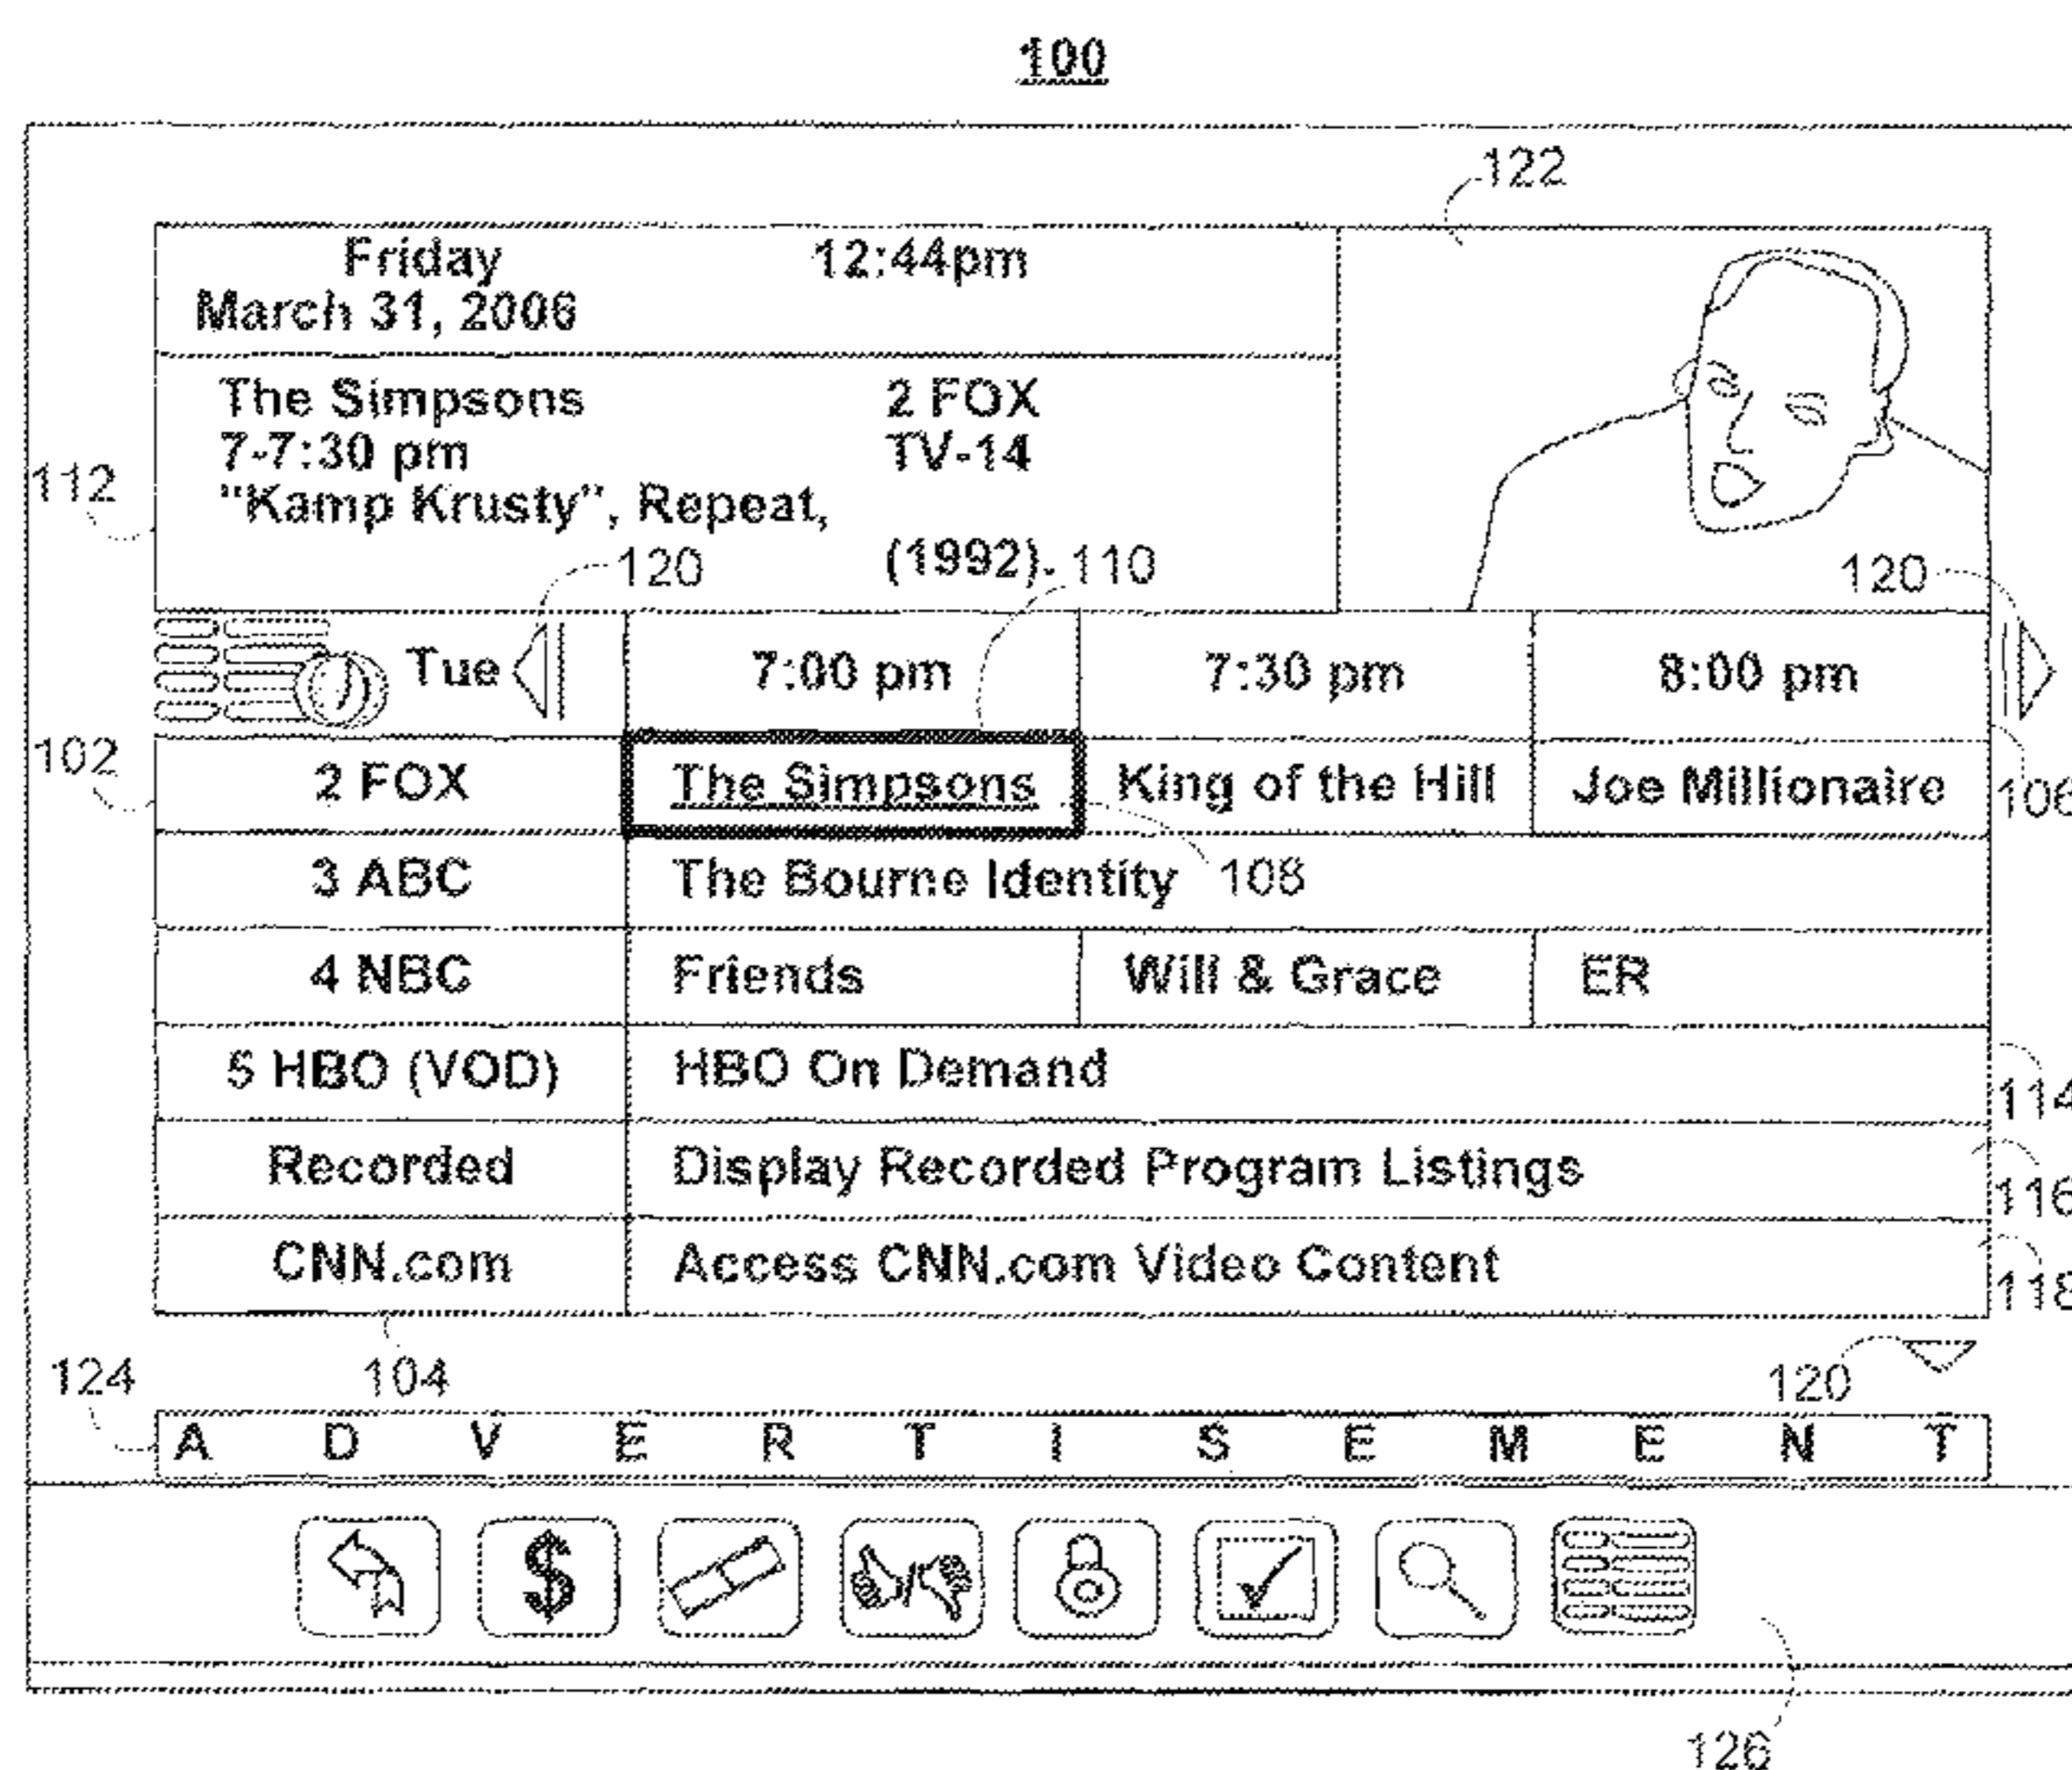 100
122
Friday 12:44pm
March 31, 2006
The Simpsons 2 FOX
7-7:30 pm TV-14
112
"Kamp Krusty", Repeat,
(1992).
120 110 120
Tue 7:00 pm 7:30 pm 8:00 pm
102
2 FOX The Simpsons King of the Hill Joe Millionaire
106
3 ABC The Bourne Identity
108
4 NBC Friends Will & Grace ER
5 HBO (VOD) HBO On Demand
114
Recorded Display Recorded Program Listings
116
CNN.com Access CNN.com Video Content
118
124 104 120
A D V E R T I S E M E N T
$
126